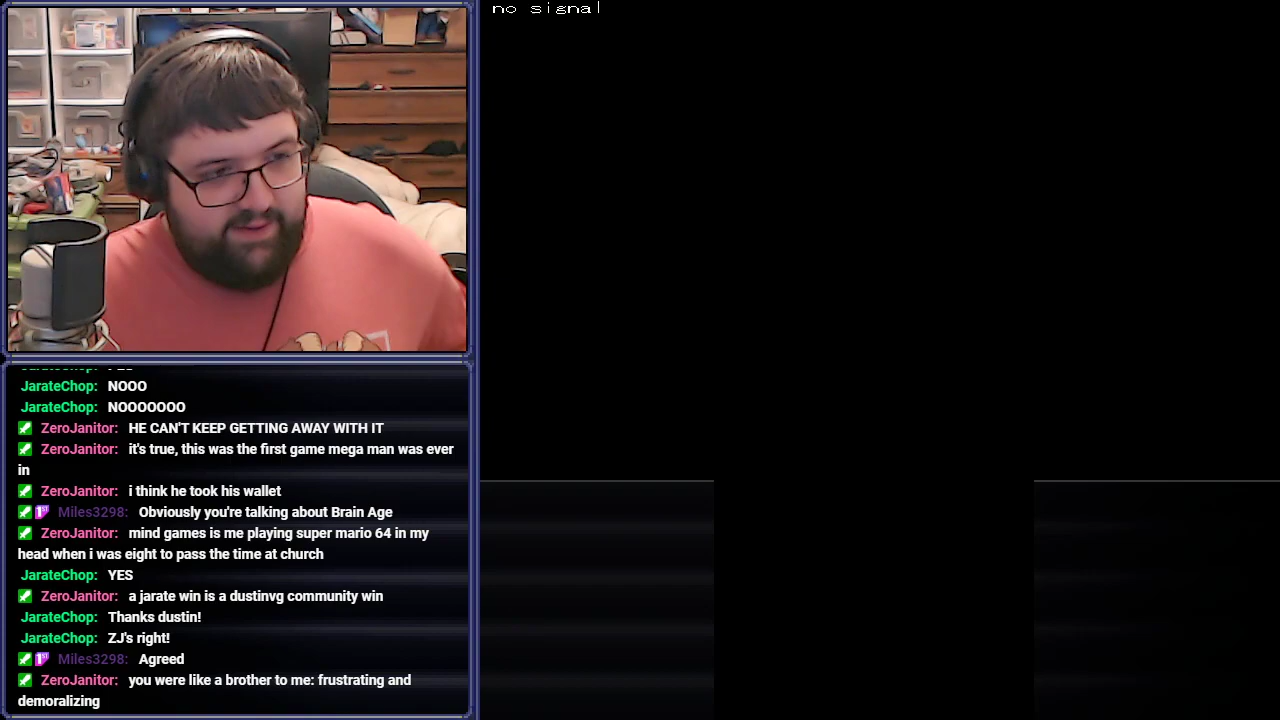 no signal
JarateChop: NOOO
JarateChop: NOOOOOOO
ZeroJanitor: HE CAN'T KEEP GETTING AWAY WITH IT
ZeroJanitor: it's true, this was the first game mega man was ever
in
ZeroJanitor: i think he took his wallet
Miles3298: Obviously you're talking about Brain Age
ZeroJanitor: mind games is me playing super mario 64 in my
head when i was eight to pass the time at church
JarateChop: YES
ZeroJanitor: a jarate win is a dustinvg community win
JarateChop: Thanks dustin!
JarateChop: ZJ's right!
Miles3298: Agreed
ZeroJanitor: you were like a brother to me: frustrating and
demoralizing